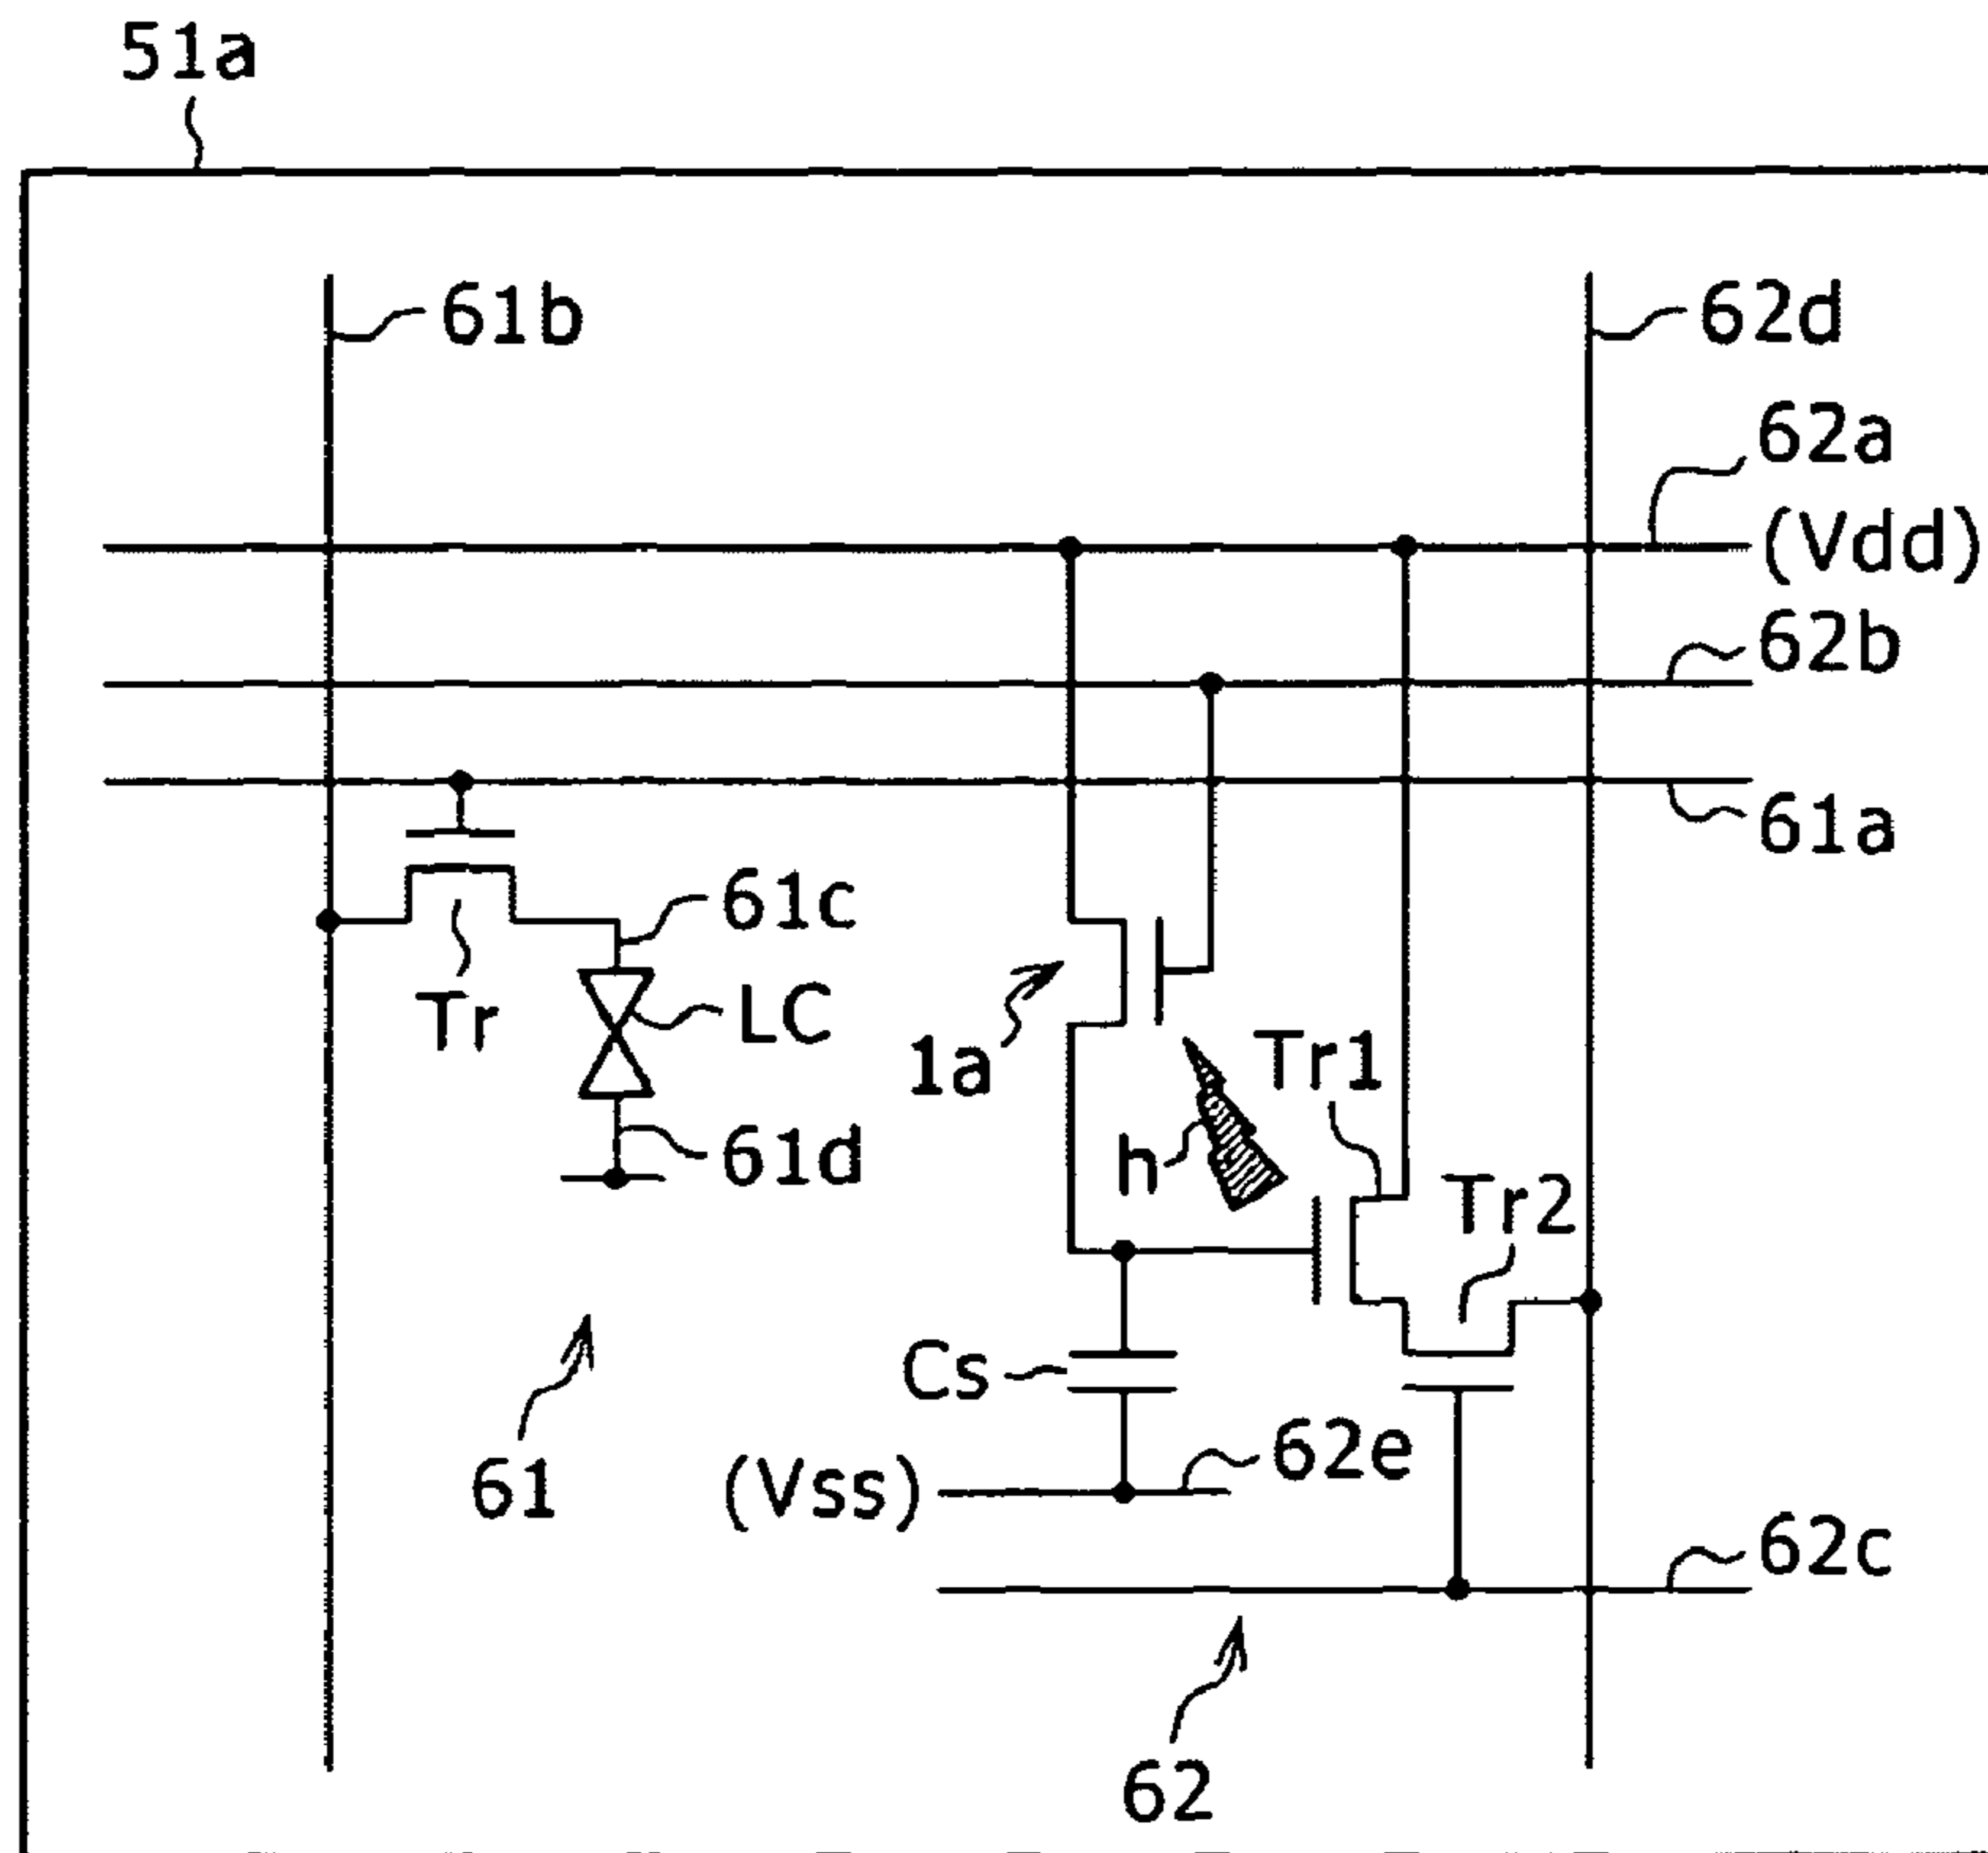 51a
61b
62d
62a
(Vdd)
62b
61a
61c
Tr
LC
1a
Tr1
h
61d
Tr2
Cs
62e
61
(Vss)
62c
62